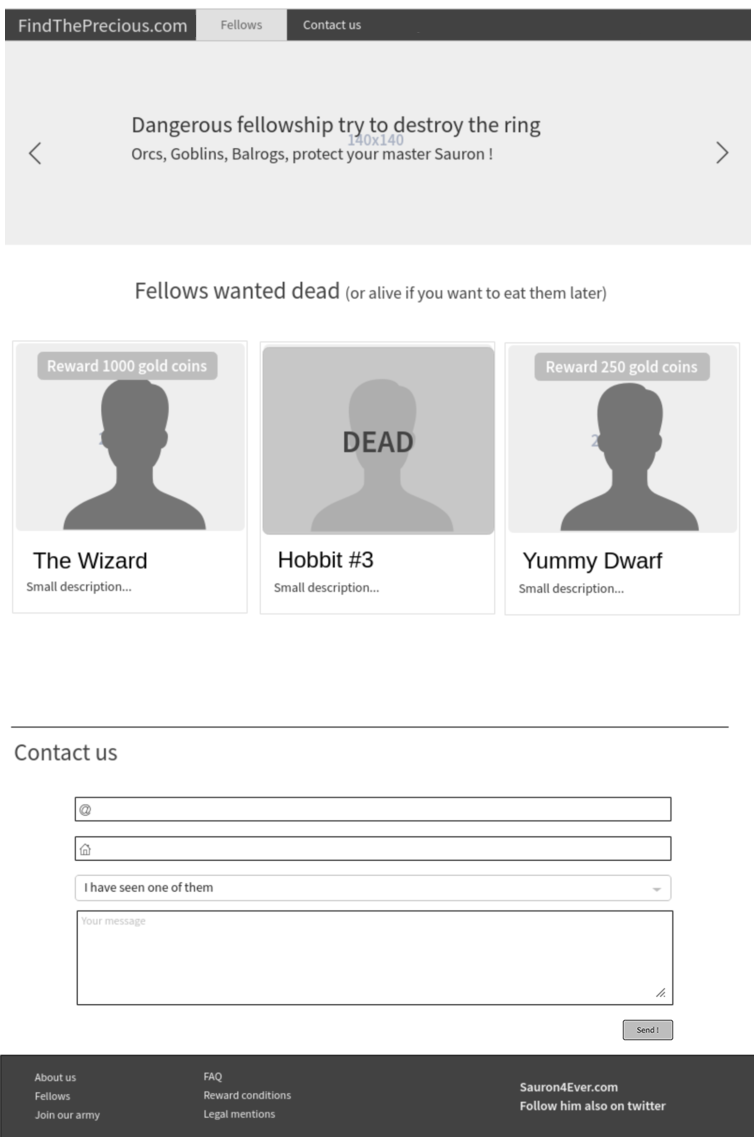 FindThePrecious.com
Fellows
Contact us
Dangerous fellowship try to destroy the ring
140x140
Orcs, Goblins, Balrogs, protect your master Sauron !
Fellows wanted dead (or alive if you want to eat them later)
Reward 1000 gold coins
The Wizard
Small description...
DEAD
Hobbit #3
Small description...
Reward 250 gold coins
Yummy Dwarf
Small description...
Contact us
@
I have seen one of them
Your message
Send !
About us
Fellows
Join our army
FAQ
Reward conditions
Legal mentions
Sauron4Ever.com
Follow him also on twitter